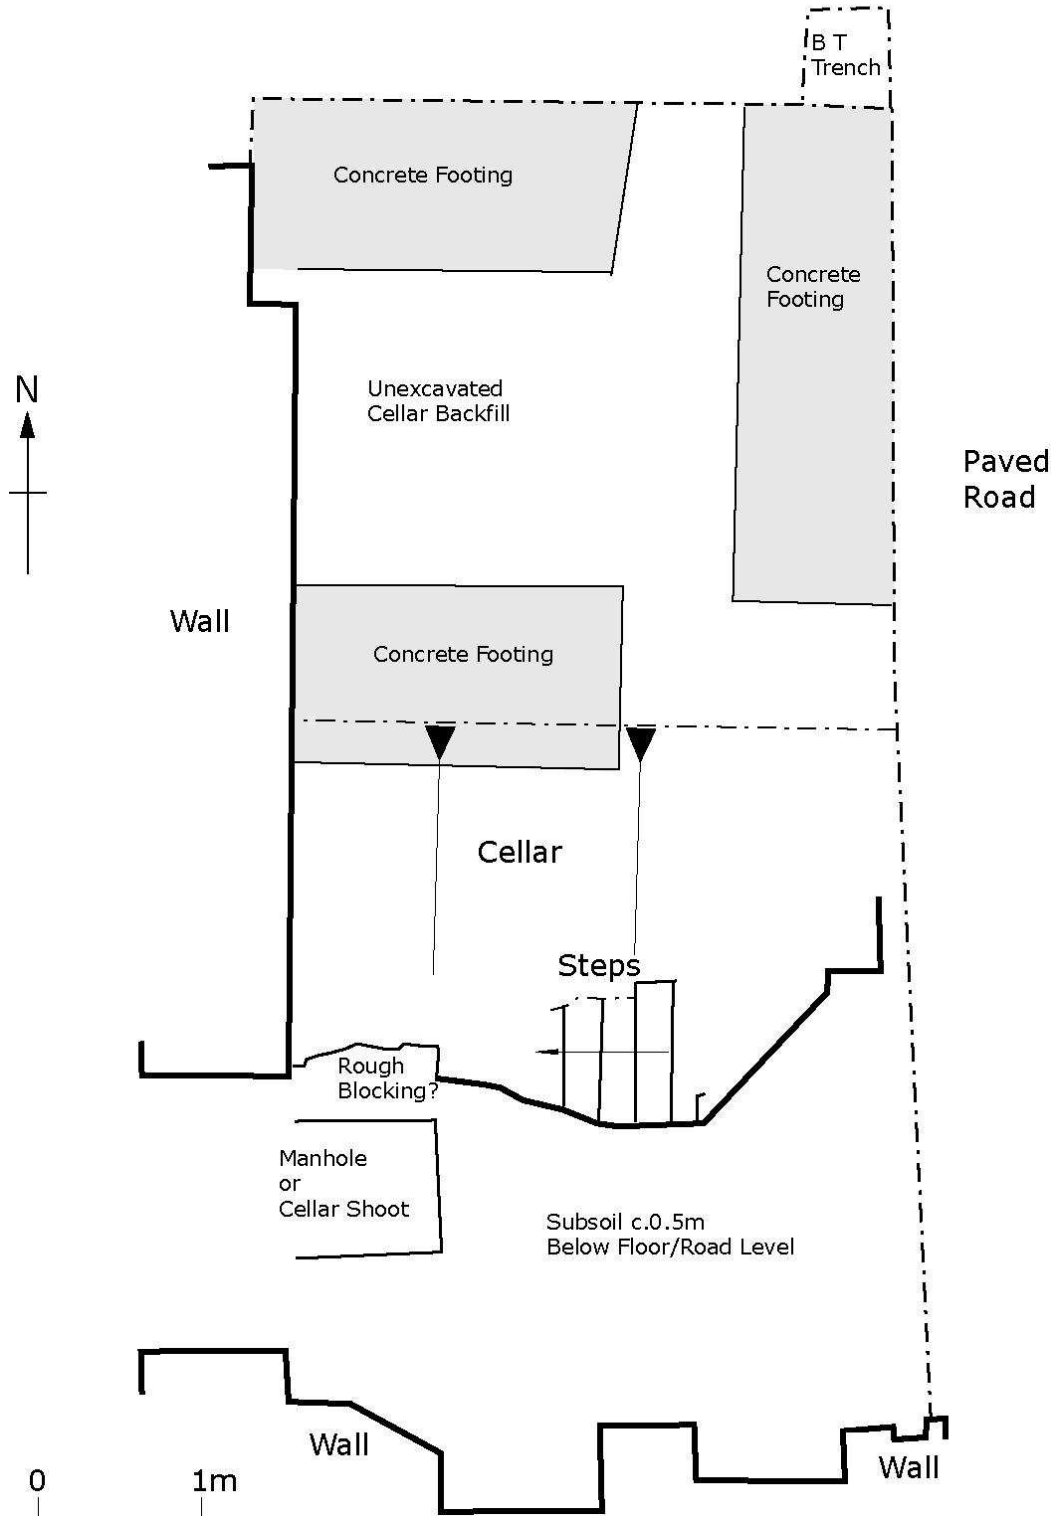 B T
Trench
Concrete Footing
Concrete
Footing
N
Unexcavated
Cellar Backfill
Paved
Road
Wall
Concrete Footing
Cellar
Steps
Rough
Blocking?
Manhole
or
Cellar Shoot
Subsoil c.0.5m
Below Floor/Road Level
Wall
Wall
0 1m